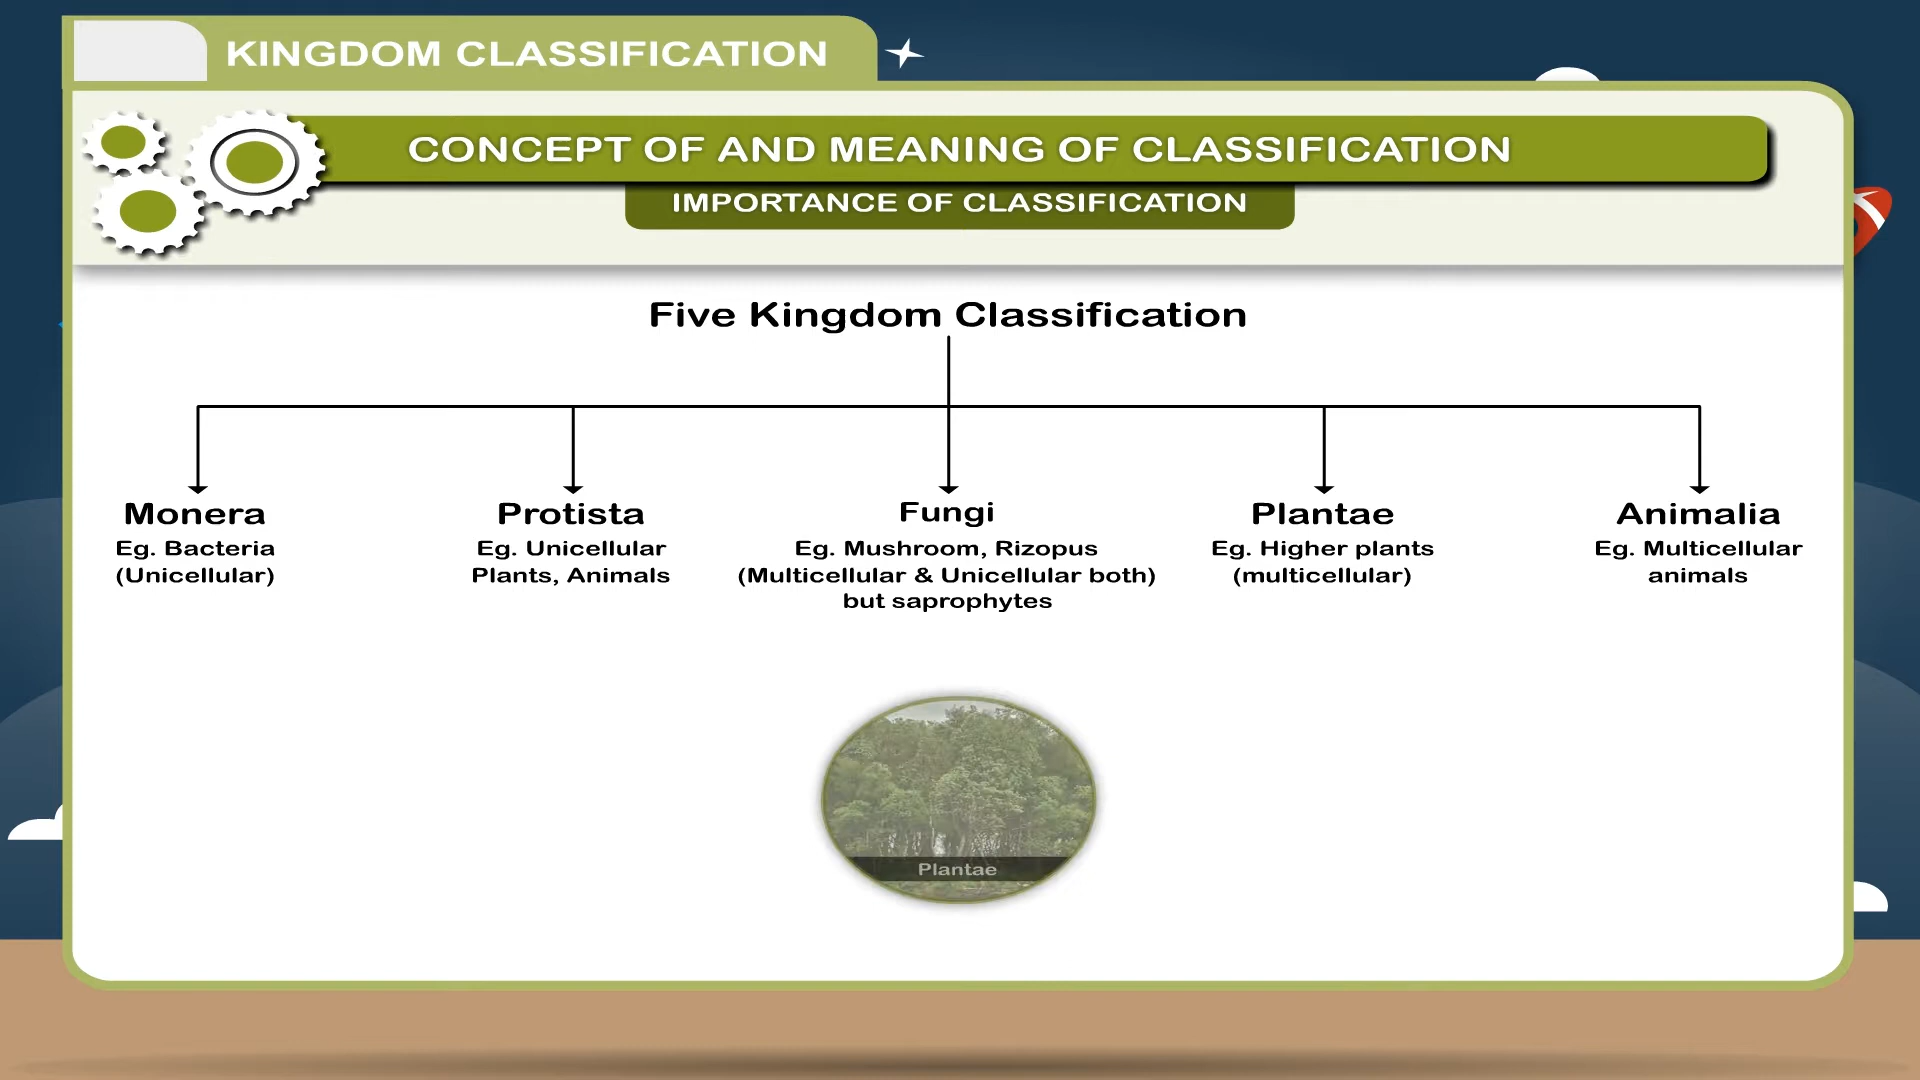 KINGDOM CLASSIFICATION
CONCEPT OF AND MEANING OF CLASSIFICATION
IMPORTANCE OF CLASSIFICATION
Five Kingdom Classification
Monera
Eg. Bacteria
(Unicellular)
Protista
Eg. Unicellular
Plants, Animals
Fungi
Eg. Mushroom, Rizopus
(Multicellular & Unicellular both)
but saprophytes
Plantae
Eg. Higher plants
(multicellular)
Animalia
Eg. Multicellular
animals
Plantae